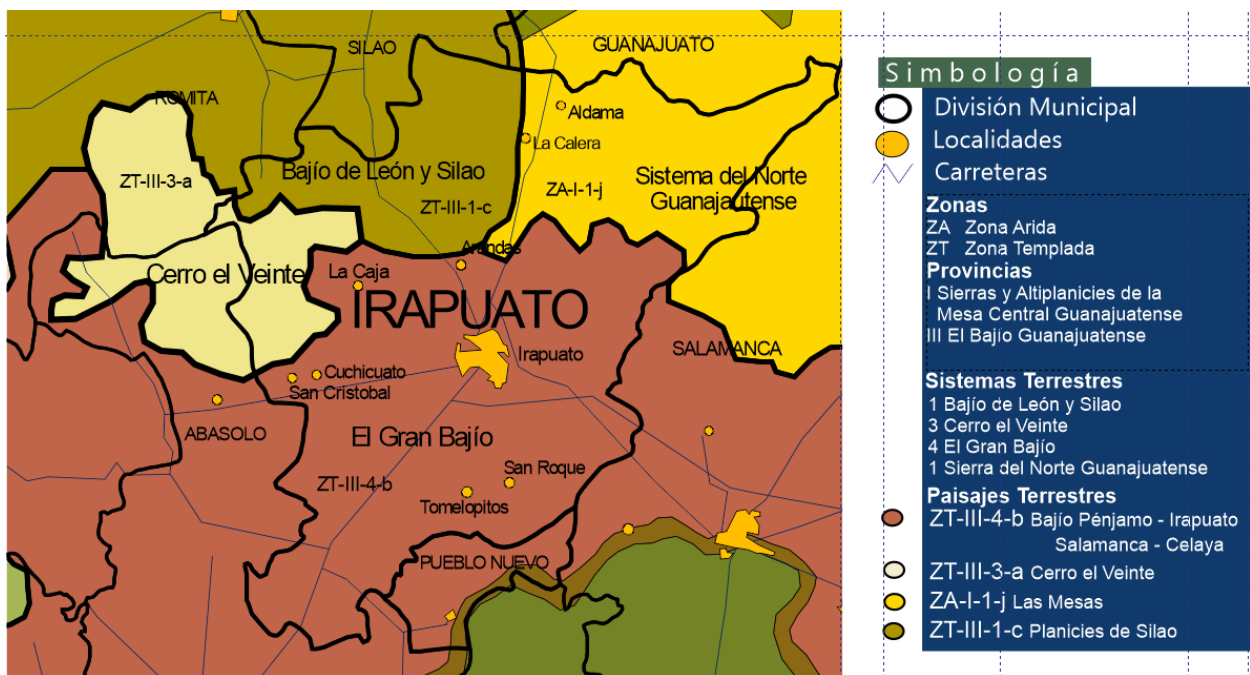 SILAO
GUANAJUATO
ROMITA
Aldama
La Calera
Bajío de León y Silao
ZT-III-3-a
ZA-I-1-j
Sistema del Norte
Guanajautense
ZT-III-1-c
Arandas
Cerro el Veinte
La Caja
IRAPUATO
Irapuato
SALAMANCA
Cuchicuato
San Cristobal
ABASOLO
El Gran Bajío
San Roque
ZT-III-4-b
Tomelopitos
PUEBLO NUEVO
Simbología
División Municipal
Localidades
Carreteras
Zonas
ZA Zona Arida
ZT Zona Templada
Provincias
I Sierras y Altiplanicies de la
Mesa Central Guanajuatense
III El Bajío Guanajuatense
Sistemas Terrestres
1 Bajío de León y Silao
3 Cerro el Veinte
4 El Gran Bajío
1 Sierra del Norte Guanajuatense
Paisajes Terrestres
ZT-III-4-b Bajío Pénjamo - Irapuato
Salamanca - Celaya
ZT-III-3-a Cerro el Veinte
ZA-I-1-j Las Mesas
ZT-III-1-c Planicies de Silao